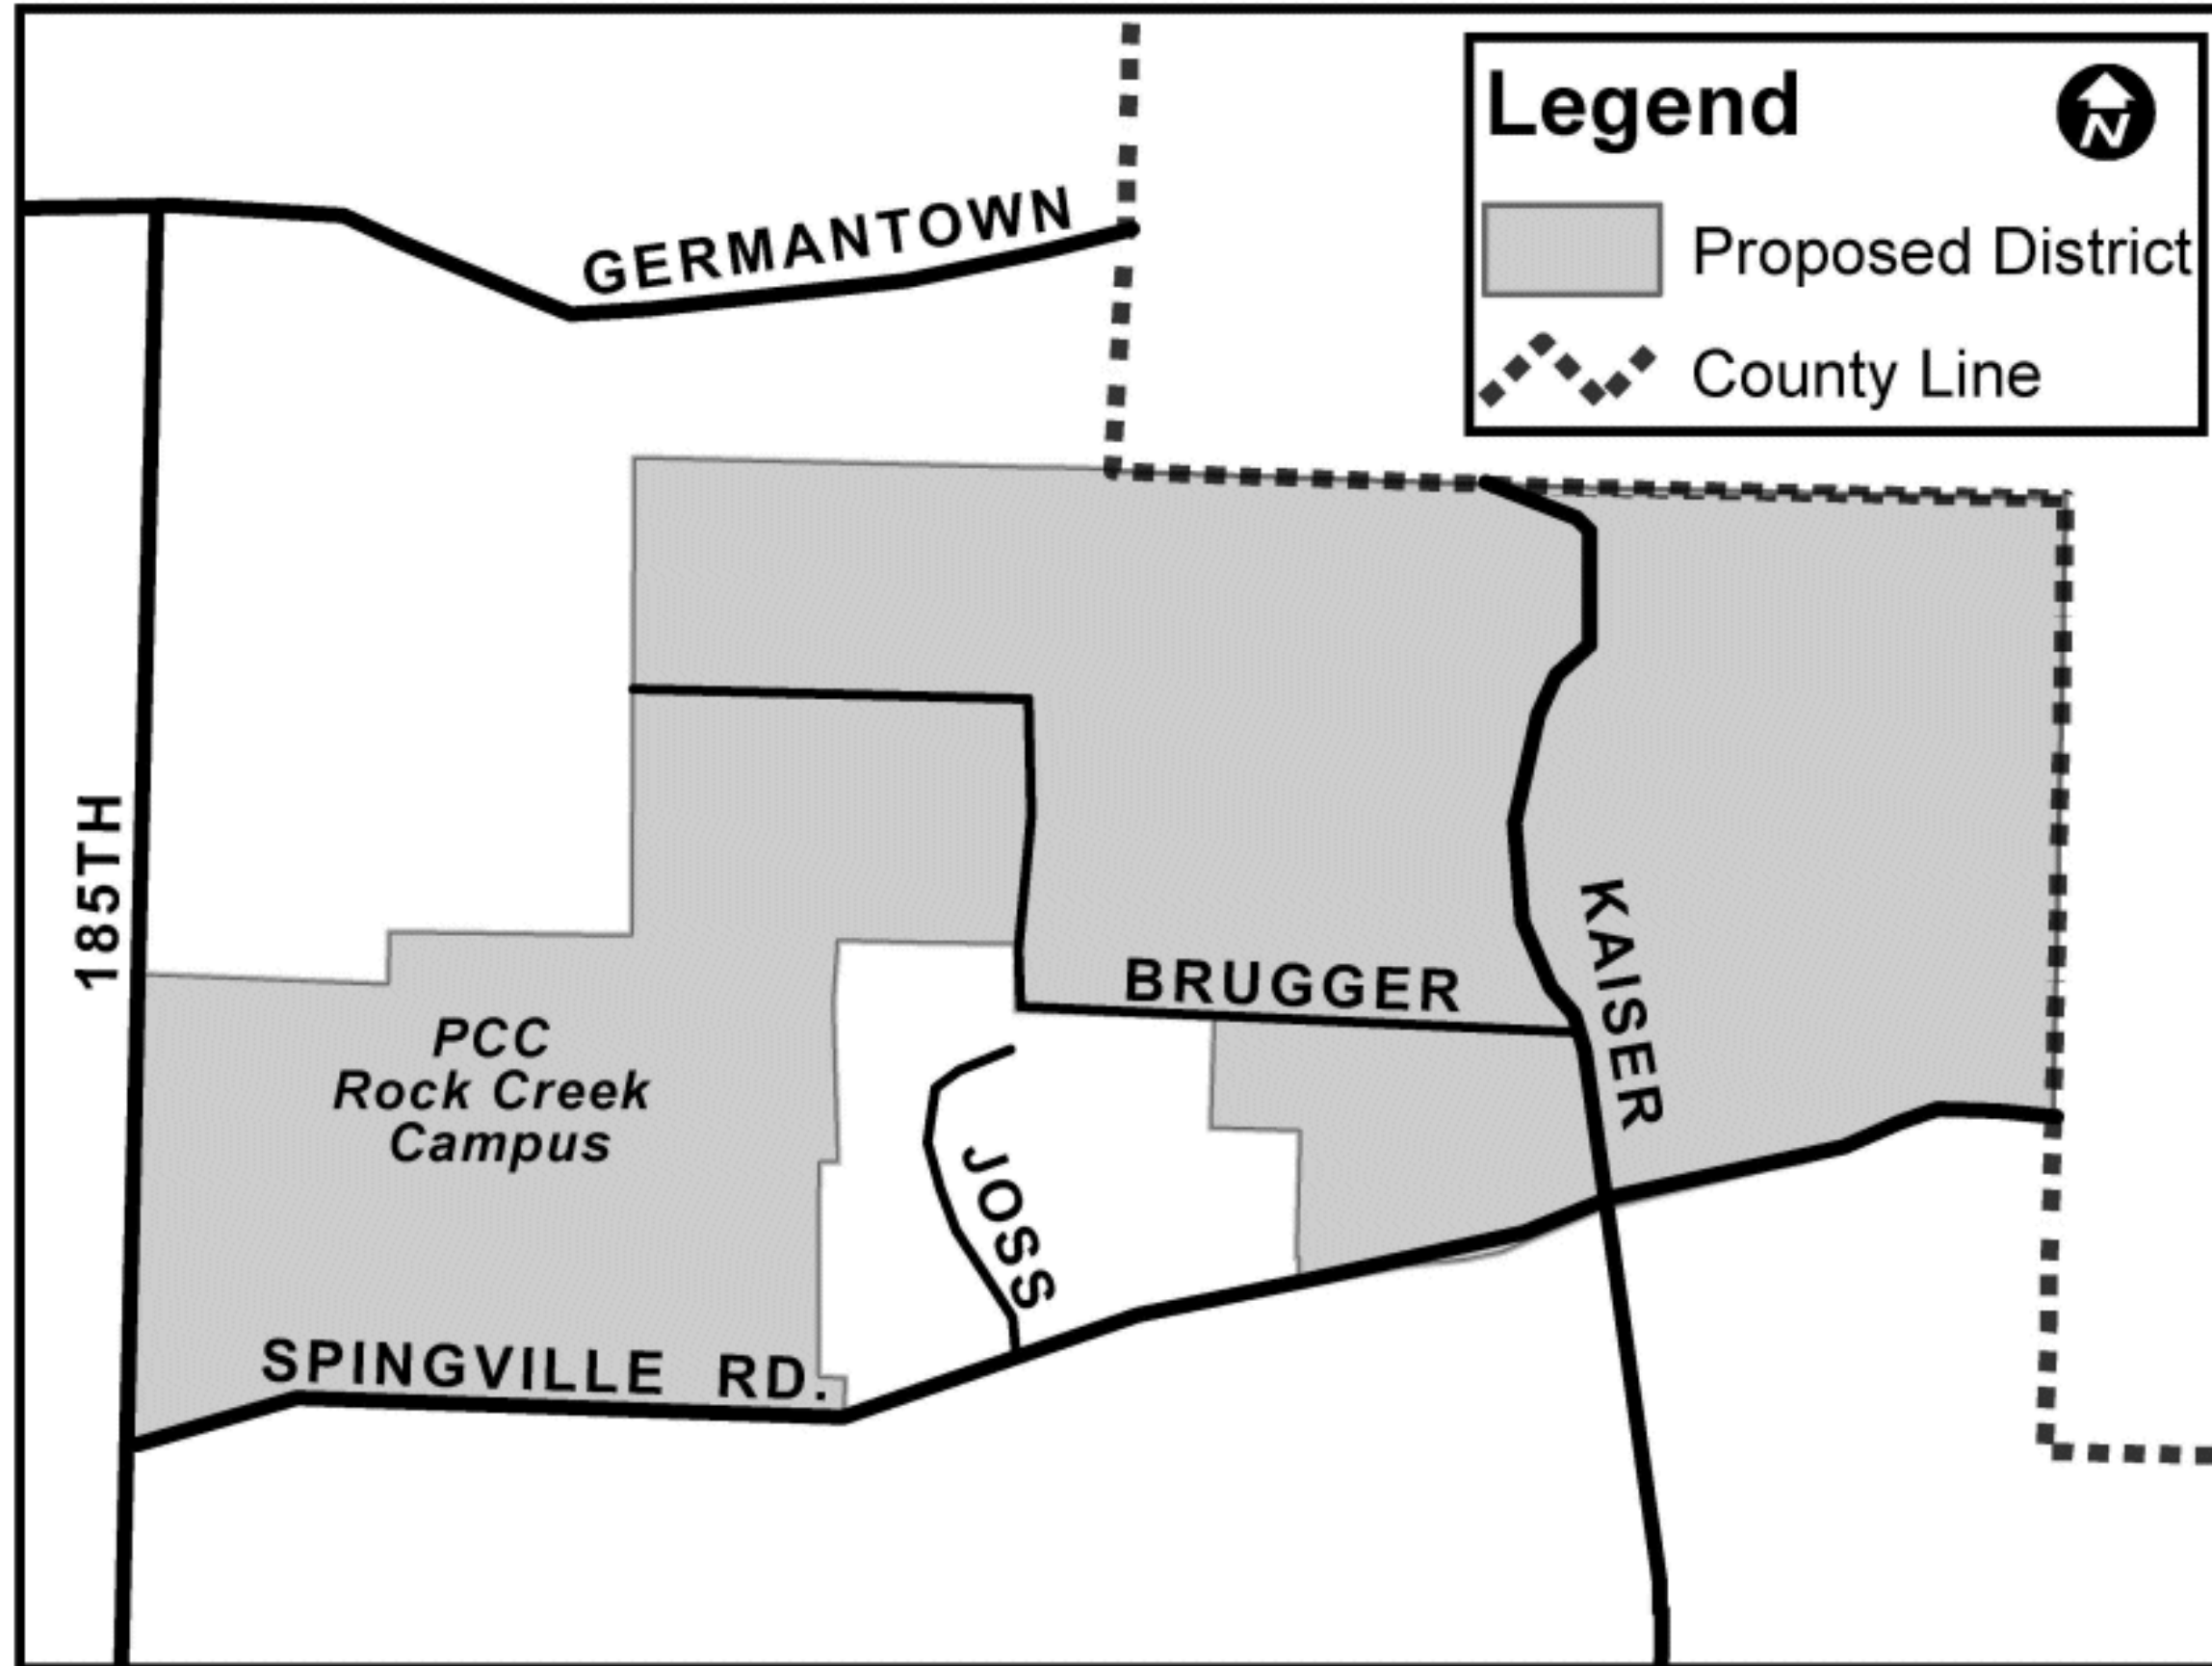 Legend
N
Proposed District
County Line
GERMANTOWN
185TH
BRUGGER
KAISER
PCC
Rock Creek
Campus
JOSS
SPINGVILLE RD.